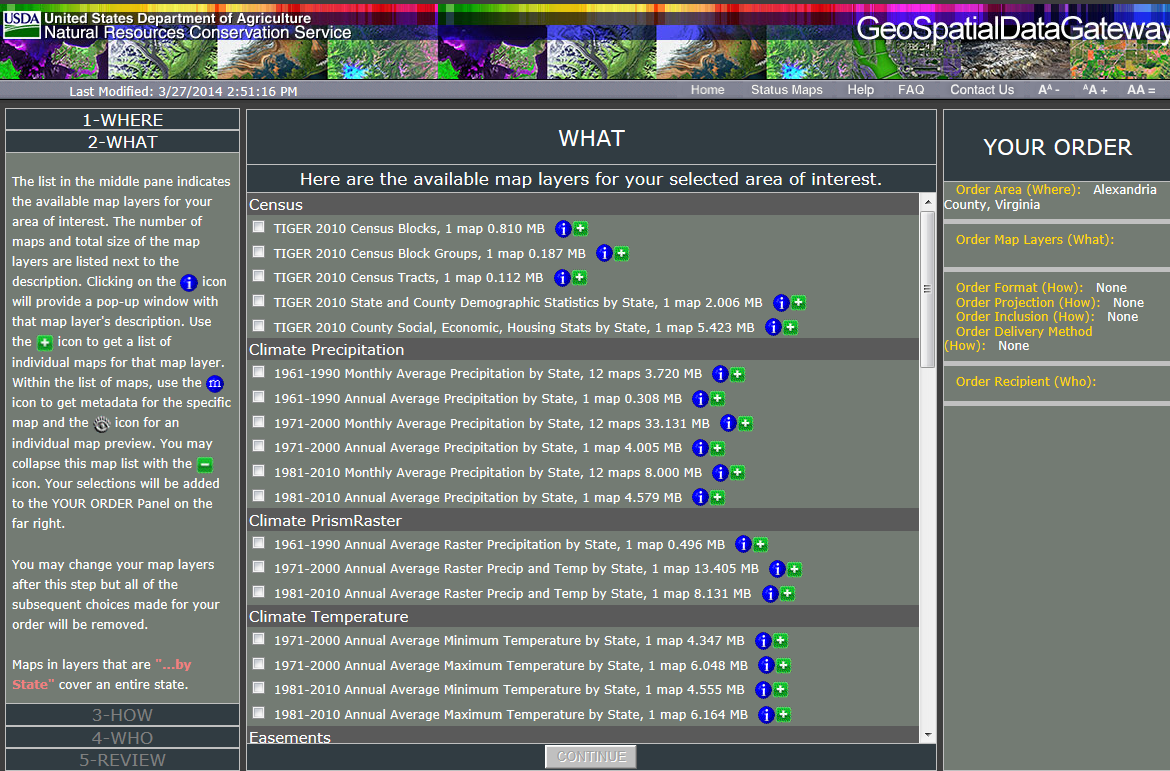 USDA United States Department of Agriculture
Natural Resources Conservation Service
GeoSpatialDataGateway
Last Modified: 3/27/2014 2:51:16 PM
Home Status Maps Help FAQ Contact Us AA - AA + AA =
1-WHERE
2-WHAT
The list in the middle pane indicates
the available map layers for your
area of interest. The number of
maps and total size of the map
layers are listed next to the
description. Clicking on the i icon
will provide a pop-up window with
that map layer's description. Use
the + icon to get a list of
individual maps for that map layer.
Within the list of maps, use the m
icon to get metadata for the specific
map and the icon for an
individual map preview. You may
collapse this map list with the −
icon. Your selections will be added
to the YOUR ORDER Panel on the
far right.
You may change your map layers
after this step but all of the
subsequent choices made for your
order will be removed.
Maps in layers that are "...by
State" cover an entire state.
3-HOW
4-WHO
5-REVIEW
WHAT
Here are the available map layers for your selected area of interest.
Census
TIGER 2010 Census Blocks, 1 map 0.810 MB i +
TIGER 2010 Census Block Groups, 1 map 0.187 MB i +
TIGER 2010 Census Tracts, 1 map 0.112 MB i +
TIGER 2010 State and County Demographic Statistics by State, 1 map 2.006 MB i +
TIGER 2010 County Social, Economic, Housing Stats by State, 1 map 5.423 MB i +
Climate Precipitation
1961-1990 Monthly Average Precipitation by State, 12 maps 3.720 MB i +
1961-1990 Annual Average Precipitation by State, 1 map 0.308 MB i +
1971-2000 Monthly Average Precipitation by State, 12 maps 33.131 MB i +
1971-2000 Annual Average Precipitation by State, 1 map 4.005 MB i +
1981-2010 Monthly Average Precipitation by State, 12 maps 8.000 MB i +
1981-2010 Annual Average Precipitation by State, 1 map 4.579 MB i +
Climate PrismRaster
1961-1990 Annual Average Raster Precipitation by State, 1 map 0.496 MB i +
1971-2000 Annual Average Raster Precip and Temp by State, 1 map 13.405 MB i +
1981-2010 Annual Average Raster Precip and Temp by State, 1 map 8.131 MB i +
Climate Temperature
1971-2000 Annual Average Minimum Temperature by State, 1 map 4.347 MB i +
1971-2000 Annual Average Maximum Temperature by State, 1 map 6.048 MB i +
1981-2010 Annual Average Minimum Temperature by State, 1 map 4.555 MB i +
1981-2010 Annual Average Maximum Temperature by State, 1 map 6.164 MB i +
Easements
CONTINUE
YOUR ORDER
Order Area (Where): Alexandria
County, Virginia
Order Map Layers (What):
Order Format (How): None
Order Projection (How): None
Order Inclusion (How): None
Order Delivery Method
(How): None
Order Recipient (Who):